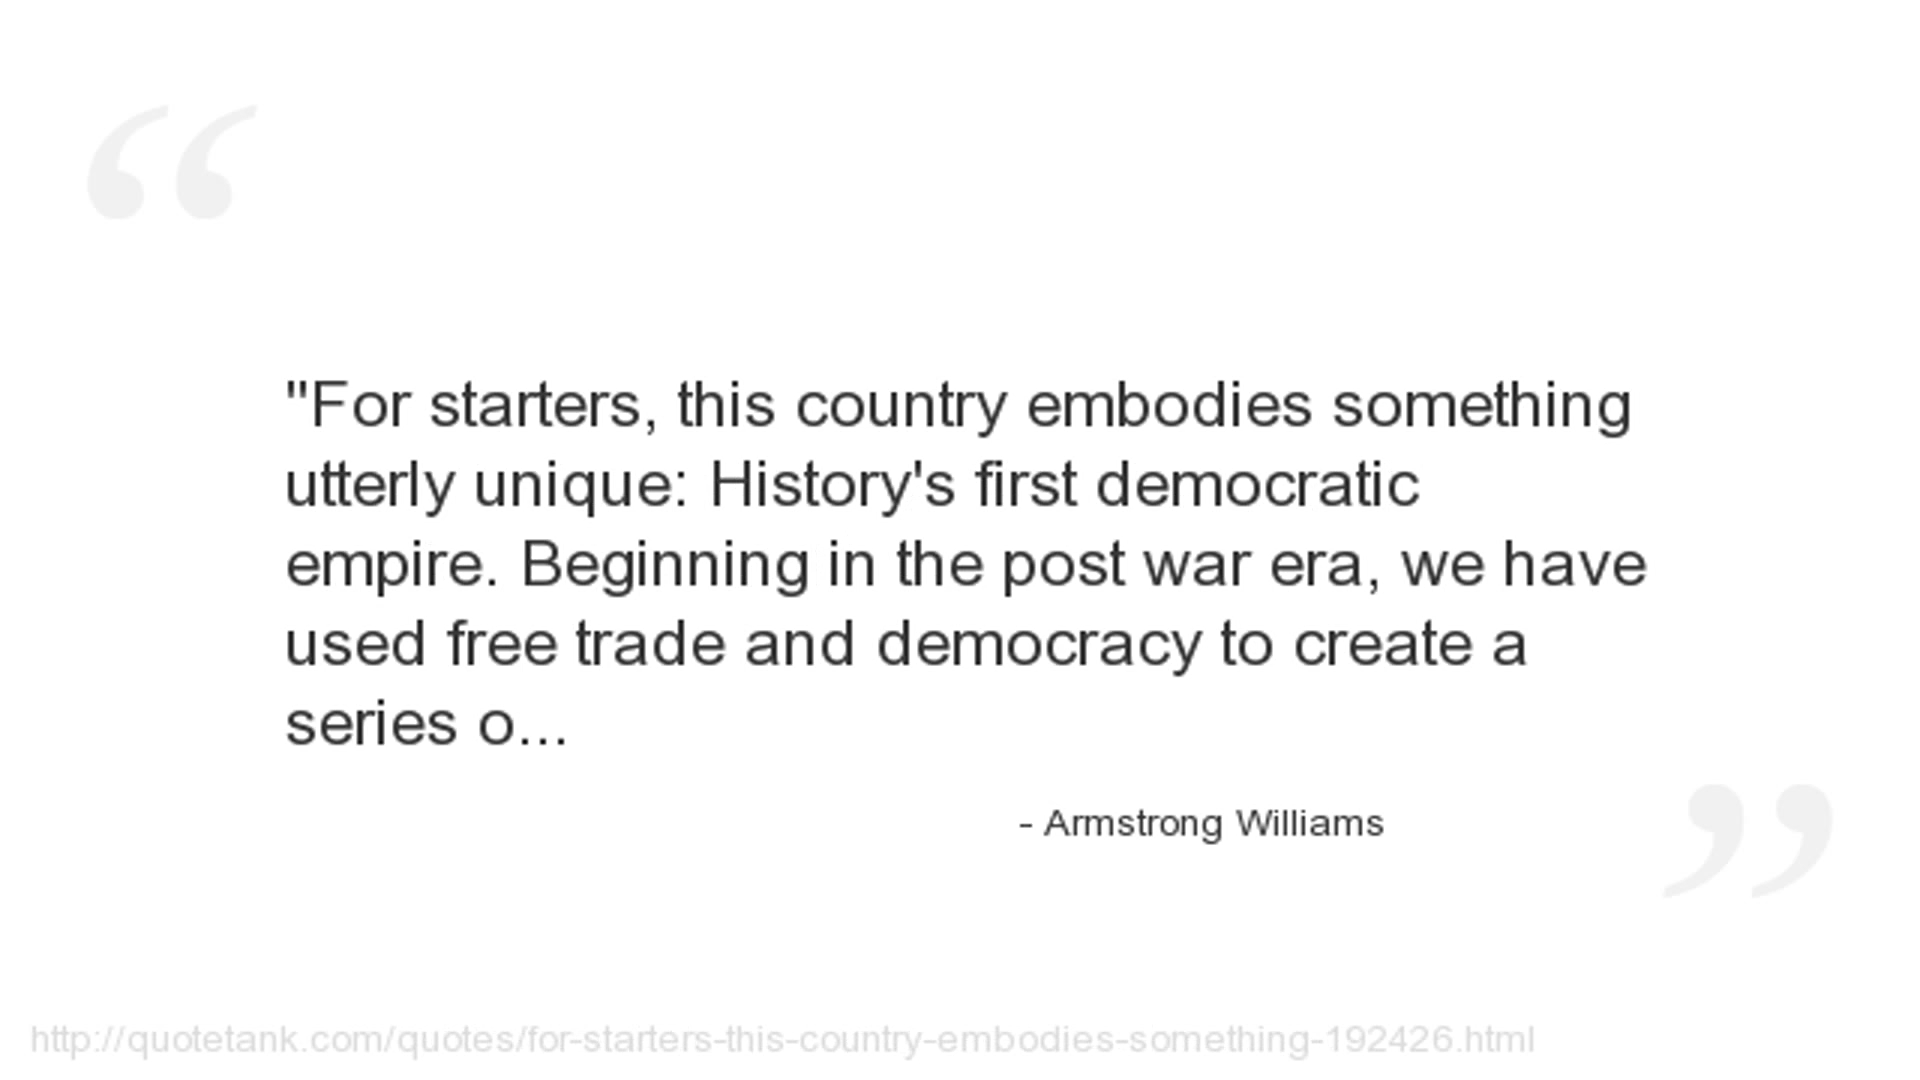 "For starters, this country embodies something
utterly unique: History's first democratic
empire. Beginning in the post war era, we have
used free trade and democracy to create a
series o...
- Armstrong Williams
http://quotetank.com/quotes/for-starters-this-country-embodies-something-192426.html